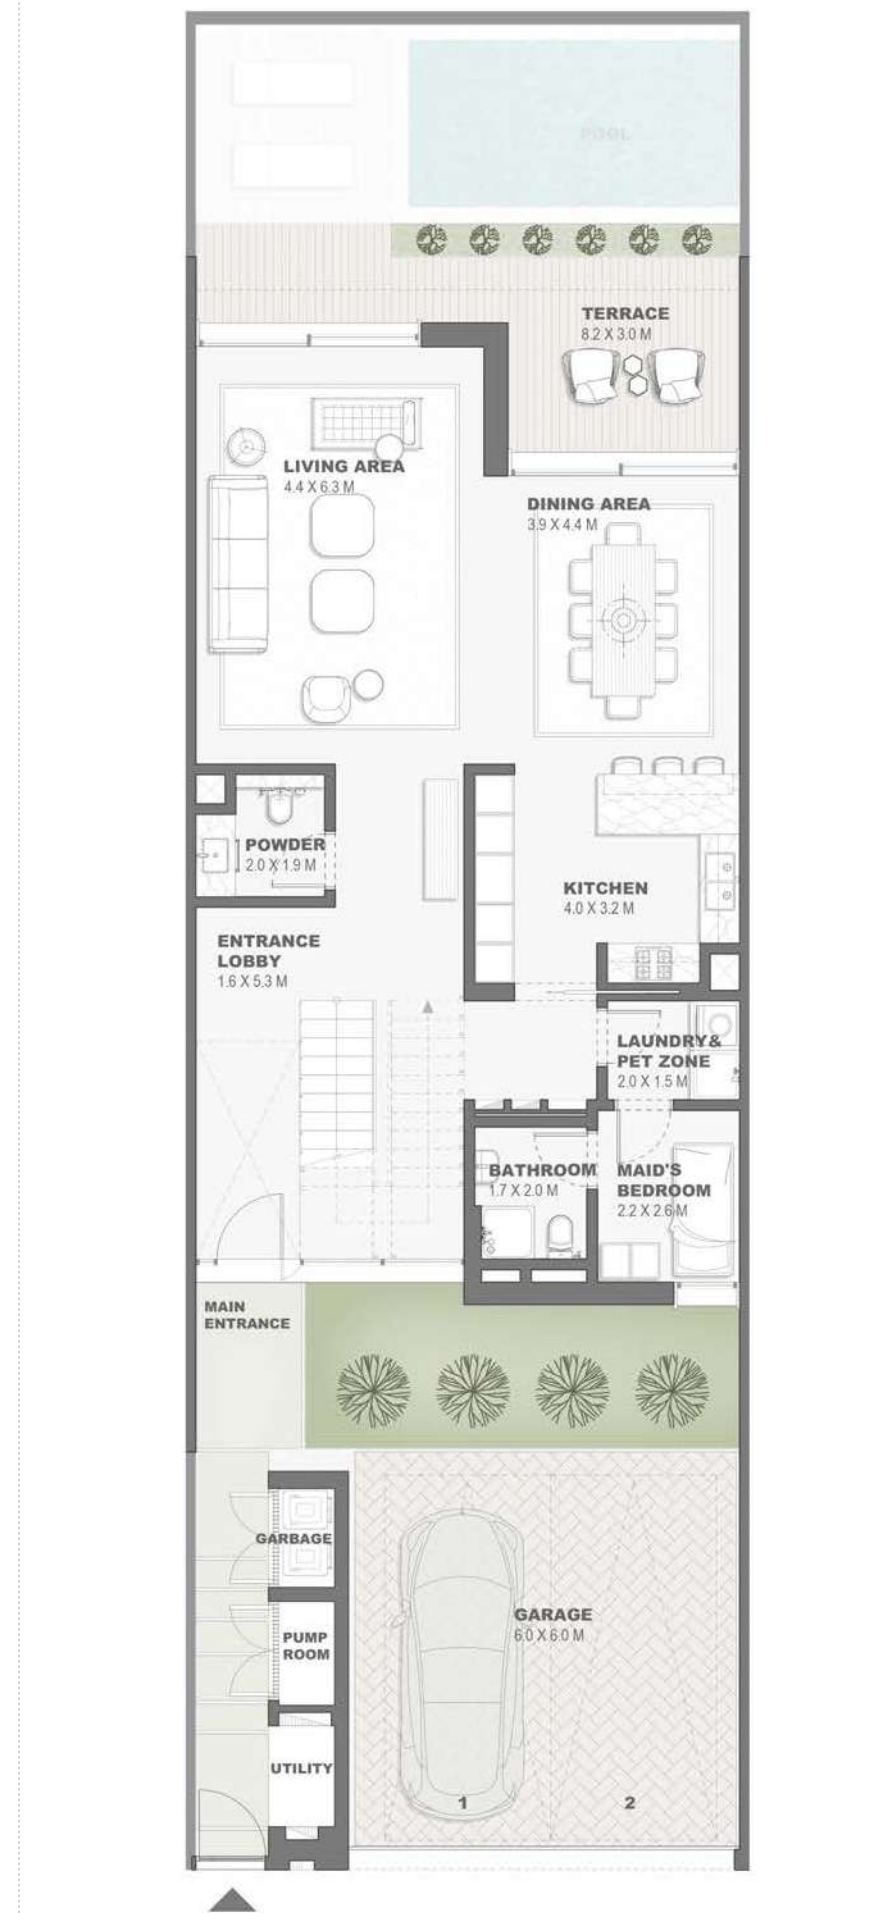 POOL
TERRACE
8.2 X 3.0 M
LIVING AREA
4.4 X 6.3 M
DINING AREA
3.9 X 4.4 M
POWDER
2.0 X 1.9 M
KITCHEN
4.0 X 3.2 M
ENTRANCE
LOBBY
1.6 X 5.3 M
LAUNDRY&
PET ZONE
2.0 X 1.5 M
BATHROOM
1.7 X 2.0 M
MAID'S
BEDROOM
2.2 X 2.6 M
MAIN
ENTRANCE
GARBAGE
GARAGE
6.0 X 6.0 M
PUMP
ROOM
UTILITY
1
2